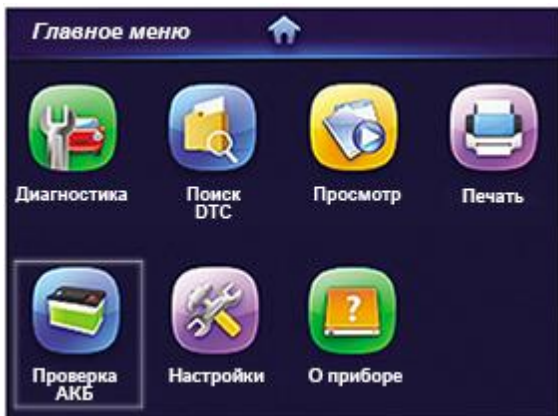 Главное меню
Диагностика
Поиск
DTC
Просмотр
Печать
Проверка
АКБ
Настройки
О приборе
?